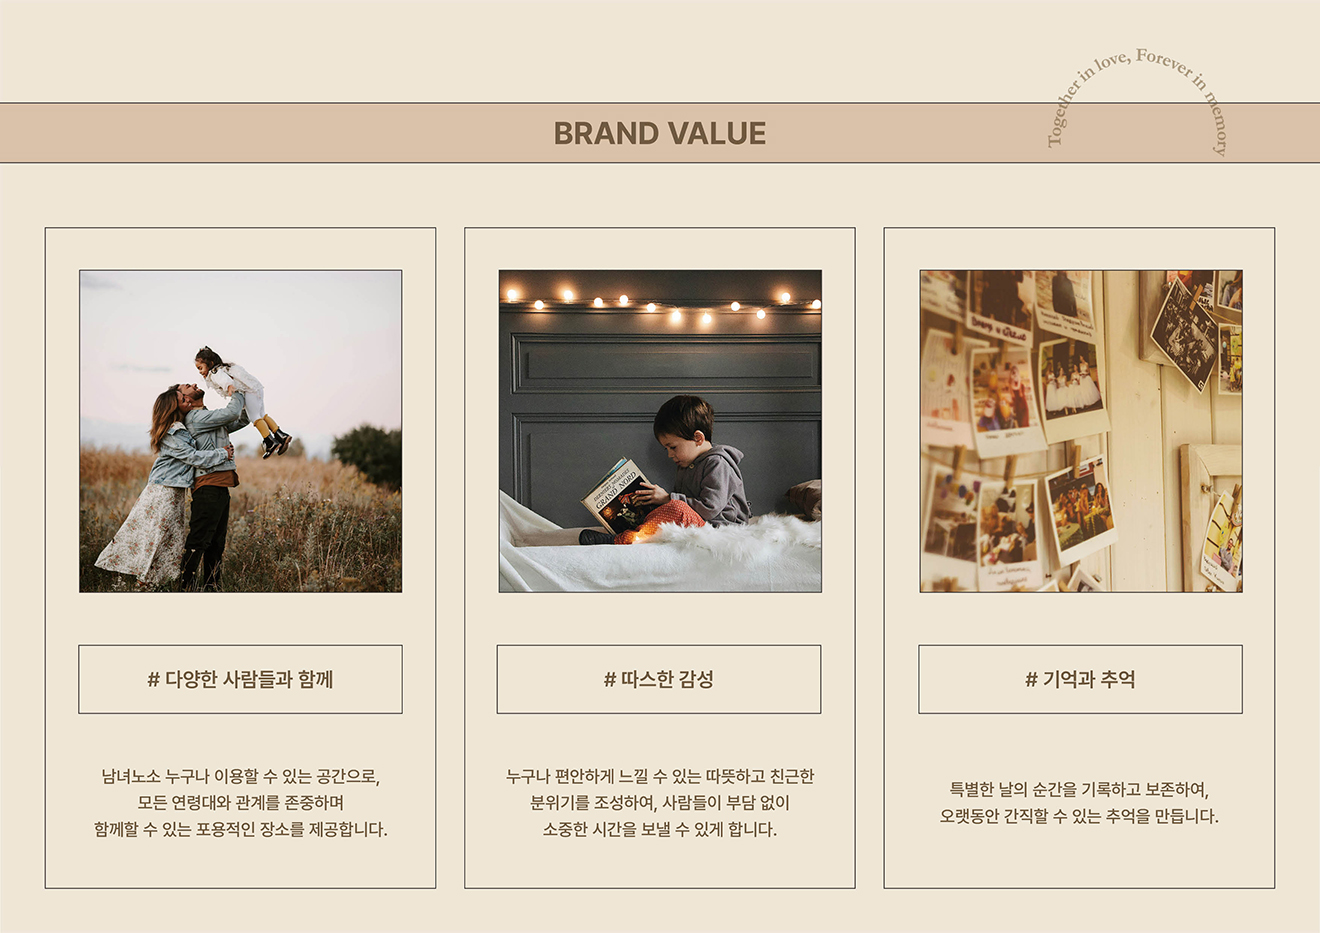 Together in love, Forever in memory
BRAND VALUE
GRAND NORD
# 다양한 사람들과 함께
남녀노소 누구나 이용할 수 있는 공간으로,
모든 연령대와 관계를 존중하며
함께할 수 있는 포용적인 장소를 제공합니다.
# 따스한 감성
누구나 편안하게 느낄 수 있는 따뜻하고 친근한
분위기를 조성하여, 사람들이 부담 없이
소중한 시간을 보낼 수 있게 합니다.
# 기억과 추억
특별한 날의 순간을 기록하고 보존하여,
오랫동안 간직할 수 있는 추억을 만듭니다.